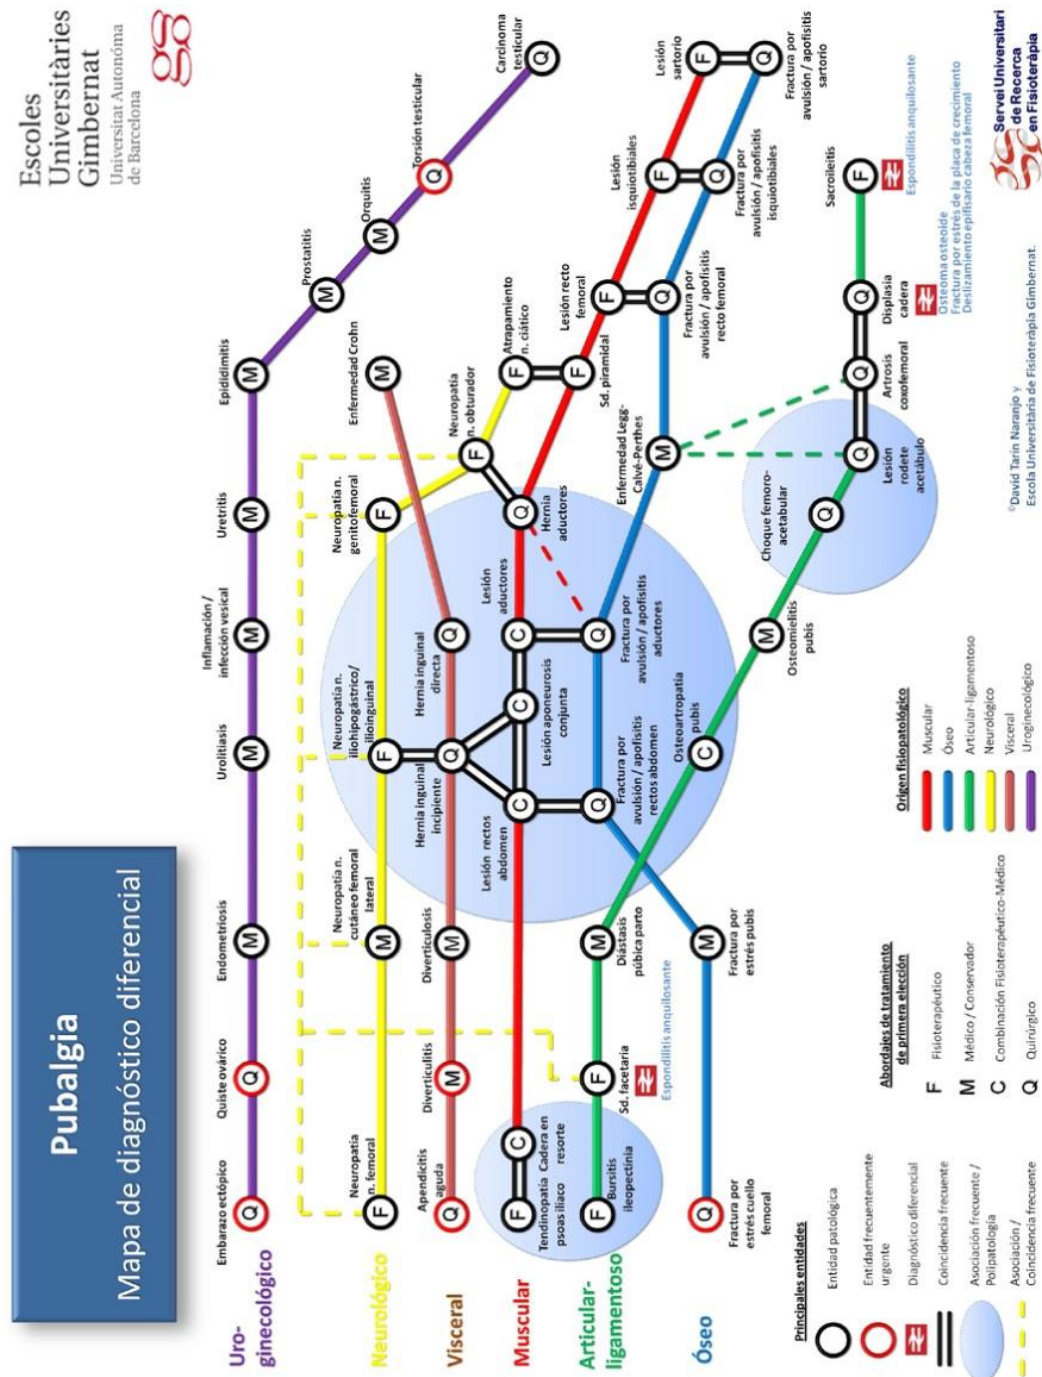 Pubalgia
Mapa de diagnóstico diferencial
Escoles
Universitàries
Gimbernat
Universitat Autonóma
de Barcelona
Uro-
ginecológico
Embarazo ectópico
Q
Quiste ovárico
Q
Endometriosis
M
Urolitiasis
M
Inflamación /
infección vesical
M
Uretritis
M
Epididimitis
M
Prostatitis
M
Orquitis
M
Torsión testicular
Q
Carcinoma
testicular
Q
Neurológico
Neuropatía
n. femoral
F
Neuropatía n.
cutáneo femoral
lateral
M
Neuropatía n.
iliohipogástrico/
ilioinguinal
F
Neuropatía n.
genitofemoral
F
Neuropatía
n. obturador
F
Atrapamiento
n. ciático
F
Visceral
Apendicitis
aguda
Q
Diverticulitis
M
Diverticulosis
M
Hernia inguinal
incipiente
Q
Hernia inguinal
directa
Q
Enfermedad Crohn
M
Muscular
Tendinopatía
psoas iliaco
F
Cadera en
resorte
C
Lesión rectos
abdomen
C
Lesión aponeurosis
conjunta
C
Lesión
aductores
C
Hernia
aductores
Q
Sd. piramidal
F
Lesión recto
femoral
F
Lesión
isquiotibiales
F
Lesión
sartorio
F
Articular-
ligamentoso
Bursitis
ileopectínia
F
Sd. facetaria
F
Espondilitis anquilosante
Diástasis
púbica parto
M
Osteoartropatía
pubis
C
Osteomielitis
pubis
M
Choque femoro-
acetabular
Q
Lesión
rodete
acetábulo
Q
Artrosis
coxofemoral
Q
Displasia
cadera
Q
Osteoma osteoide
Fractura por estrés de la placa de crecimiento
Deslizamiento epifisario cabeza femoral
Sacroileitis
F
Espondilitis anquilosante
Óseo
Fractura por
estrés cuello
femoral
Q
Fractura por
estrés pubis
M
Fractura por
avulsión / apofisitis
rectos abdomen
Q
Fractura por
avulsión / apofisitis
aductores
Q
Enfermedad Legg-
Calvé-Perthes
M
Fractura por
avulsión / apofisitis
recto femoral
Q
Fractura por
avulsión / apofisitis
isquiotibiales
Q
Fractura por
avulsión / apofisitis
sartorio
Q
Principales entidades
Entidad patológica
Entidad frecuentemente
urgente
Diagnóstico diferencial
Coincidencia frecuente
Asociación frecuente /
Polipatología
Asociación /
Coincidencia frecuente
Abordajes de tratamiento
de primera elección
F Fisioterapéutico
M Médico / Conservador
C Combinación Fisioterapéutico-Médico
Q Quirúrgico
Origen fisiopatológico
Muscular
Óseo
Articular-ligamentoso
Neurológico
Visceral
Uroginecológico
©David Tarín Naranjo y
Escola Universitària de Fisioteràpia Gimbernat.
Servei Universitari
de Recerca
en Fisioteràpia